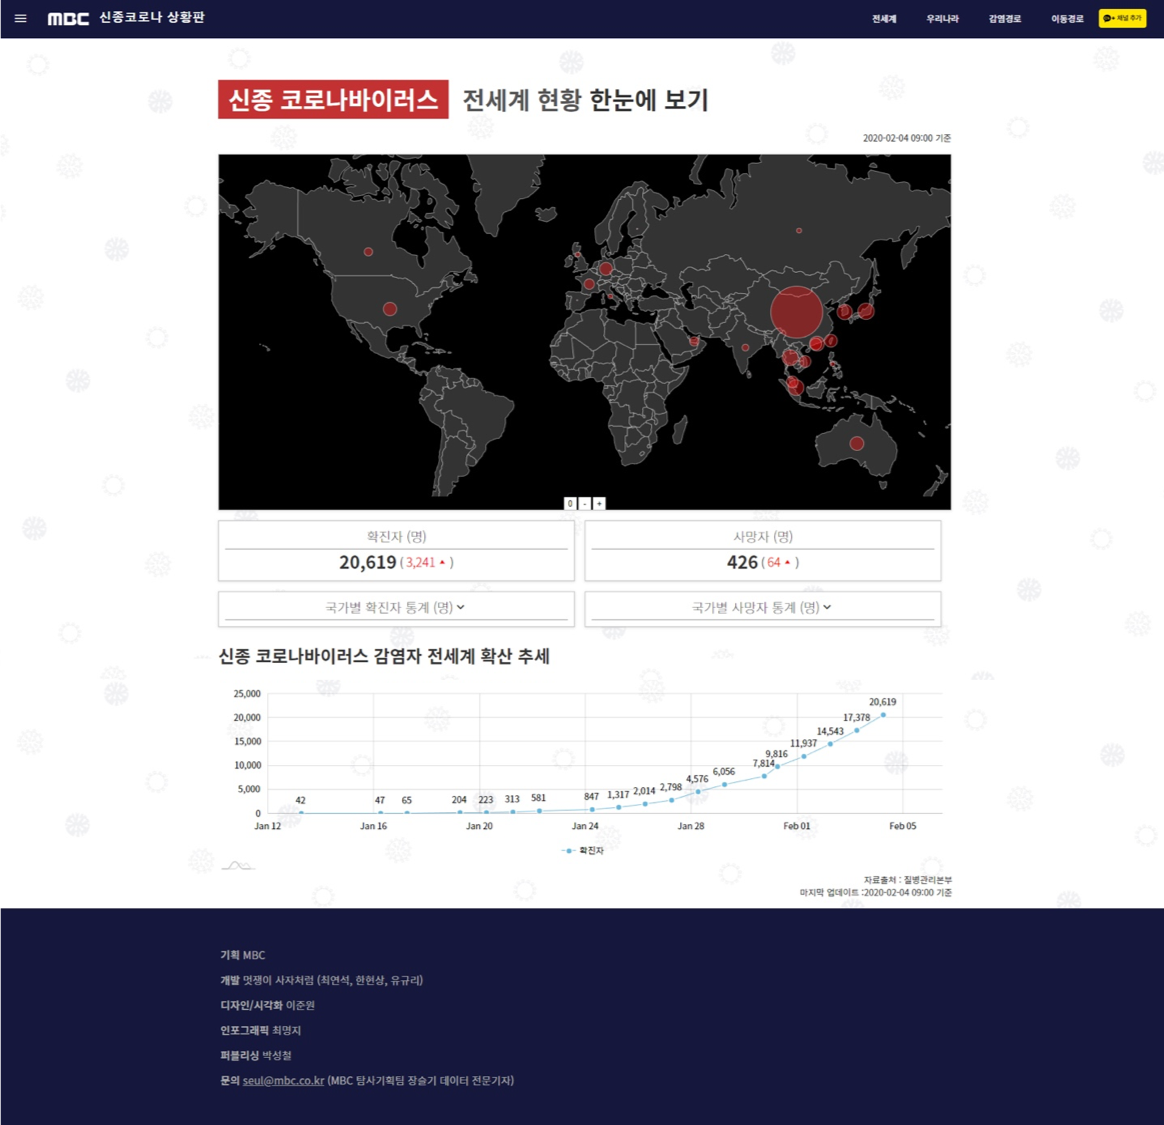 MBC 신종코로나 상황판
전세계 우리나라 감염경로 이동경로 채널 추가
신종 코로나바이러스 전세계 현황 한눈에 보기
2020-02-04 09:00 기준
0 - +
확진자 (명)
20,619 ( 3,241 ▲ )
사망자 (명)
426 ( 64 ▲ )
국가별 확진자 통계 (명)
국가별 사망자 통계 (명)
신종 코로나바이러스 감염자 전세계 확산 추세
25,000
20,000
15,000
10,000
5,000
0
42 47 65 204 223 313 581 847 1,317 2,014 2,798 4,576 6,056 7,814 9,816 11,937 14,543 17,378 20,619
Jan 12 Jan 16 Jan 20 Jan 24 Jan 28 Feb 01 Feb 05
확진자
자료출처 : 질병관리본부
마지막 업데이트 :2020-02-04 09:00 기준
기획 MBC
개발 멋쟁이 사자처럼 (최연석, 한현상, 유규리)
디자인/시각화 이준원
인포그래픽 최명지
퍼블리싱 박성철
문의 seul@mbc.co.kr (MBC 탐사기획팀 장슬기 데이터 전문기자)